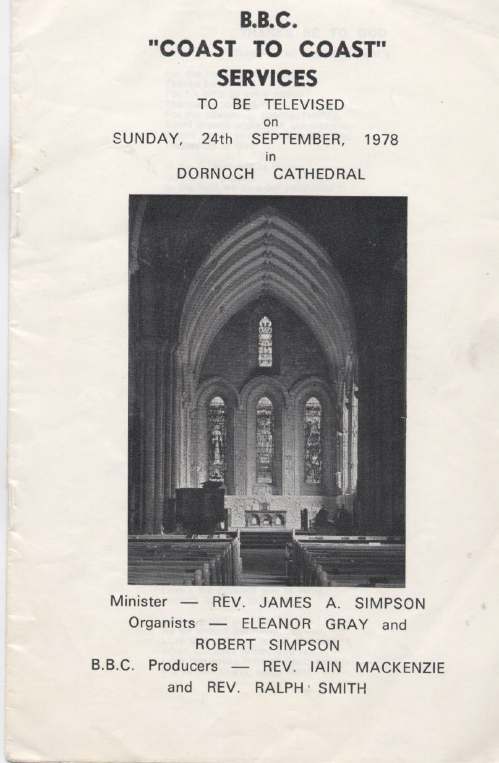 B.B.C.
"COAST TO COAST"
SERVICES
TO BE TELEVISED
on
SUNDAY, 24th SEPTEMBER, 1978
in
DORNOCH CATHEDRAL
Minister — REV. JAMES A. SIMPSON
Organists — ELEANOR GRAY and
ROBERT SIMPSON
B.B.C. Producers — REV. IAIN MACKENZIE
and REV. RALPH SMITH